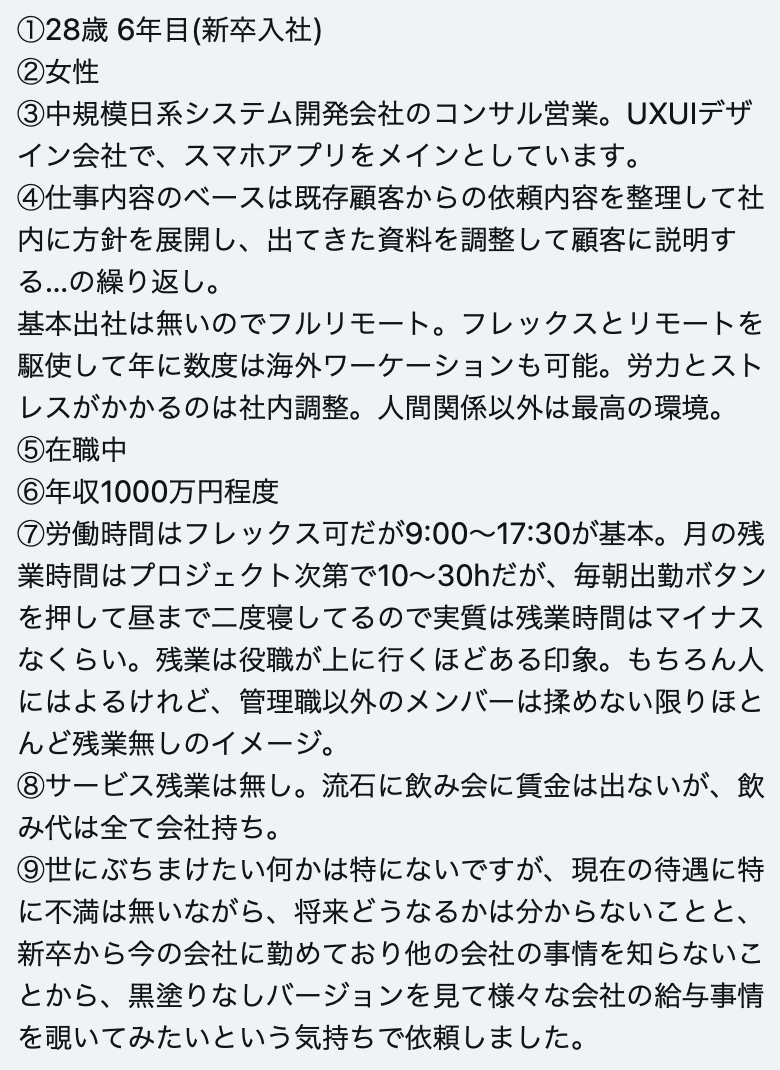 ①28歳 6年目(新卒入社)
②女性
③中規模日系システム開発会社のコンサル営業。UXUIデザ
イン会社で、スマホアプリをメインとしています。
④仕事内容のベースは既存顧客からの依頼内容を整理して社
内に方針を展開し、出てきた資料を調整して顧客に説明す
る...の繰り返し。
基本出社は無いのでフルリモート。フレックスとリモートを
駆使して年に数度は海外ワーケーションも可能。労力とスト
レスがかかるのは社内調整。人間関係以外は最高の環境。
⑤在職中
⑥年収1000万円程度
⑦労働時間はフレックス可だが9:00〜17:30が基本。月の残
業時間はプロジェクト次第で10〜30hだが、毎朝出勤ボタン
を押して昼まで二度寝してるので実質は残業時間はマイナス
なくらい。残業は役職が上に行くほどある印象。もちろん人
にはよるけれど、管理職以外のメンバーは揉めない限りほと
んど残業無しのイメージ。
⑧サービス残業は無し。流石に飲み会に賃金は出ないが、飲
み代は全て会社持ち。
⑨世にぶちまけたい何かは特にないですが、現在の待遇に特
に不満は無いながら、将来どうなるかは分からないことと、
新卒から今の会社に勤めており他の会社の事情を知らないこ
とから、黒塗りなしバージョンを見て様々な会社の給与事情
を覗いてみたいという気持ちで依頼しました。